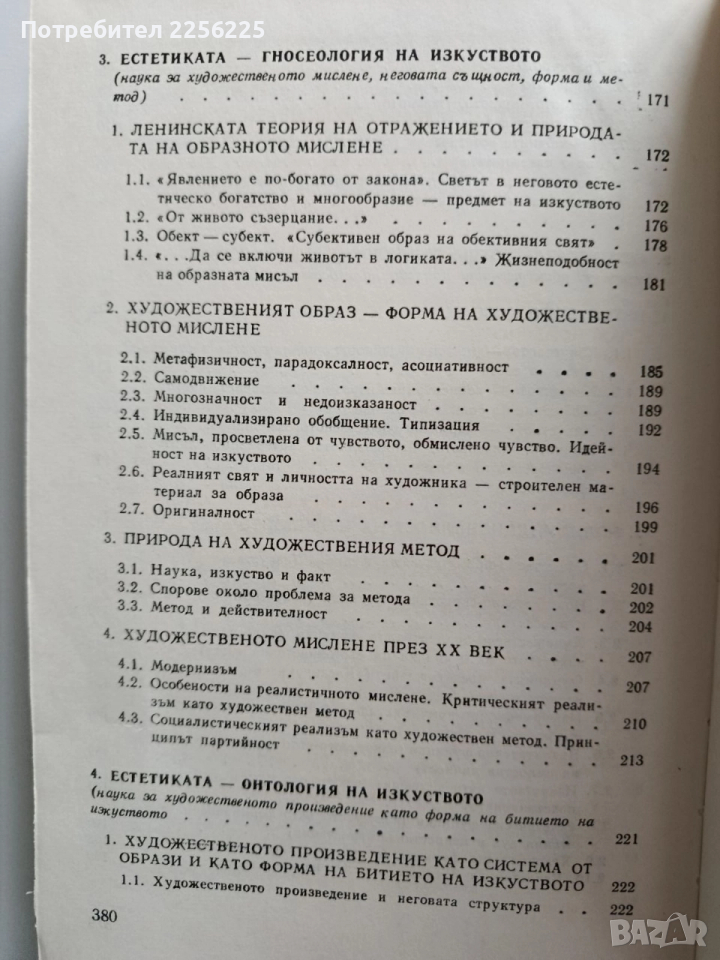 Потребител 2256225
3. ЕСТЕТИКАТА — ГНОСЕОЛОГИЯ НА ИЗКУСТВОТО
(наука за художественото мислене, неговата същност, форма и ме-
тод) . . . . . . . . . . . . . . . . . 171
1. ЛЕНИНСКАТА ТЕОРИЯ НА ОТРАЖЕНИЕТО И ПРИРОДА-
ТА НА ОБРАЗНОТО МИСЛЕНЕ . . . . . . . . . 172
1.1. «Явлението е по-богато от закона». Светът в неговото есте-
тическо богатство и многообразие — предмет на изкуството 172
1.2. «От живото съзерцание. . .» . . . . . . . . . 176
1.3. Обект — субект. «Субективен образ на обективния свят» . 178
1.4. «. . .Да се включи животът в логиката. . .» Жизнеподобност
на образната мисъл . . . . . . . . . . . . 181
2. ХУДОЖЕСТВЕНИЯТ ОБРАЗ — ФОРМА НА ХУДОЖЕСТВЕ-
НОТО МИСЛЕНЕ
2.1. Метафизичност, парадоксалност, асоциативност . . . . 185
2.2. Самодвижение . . . . . . . . . . . . 189
2.3. Многозначност и недоизказаност . . . . . . . 189
2.4. Индивидуализирано обобщение. Типизация . . . . . 192
2.5. Мисъл, просветлена от чувството, обмислено чувство. Идей-
ност на изкуството . . . . . . . . . . . 194
2.6. Реалният свят и личността на художника — строителен ма-
териал за образа . . . . . . . . . . . 196
2.7. Оригиналност . . . . . . . . . . . . 199
3. ПРИРОДА НА ХУДОЖЕСТВЕНИЯ МЕТОД . . . . . . 201
3.1. Наука, изкуство и факт . . . . . . . . . 201
3.2. Спорове около проблема за метода . . . . . . . 202
3.3. Метод и действителност . . . . . . . . . 204
4. ХУДОЖЕСТВЕНОТО МИСЛЕНЕ ПРЕЗ XX ВЕК . . . . 207
4.1. Модернизъм . . . . . . . . . . . . 207
4.2. Особености на реалистичното мислене. Критическият реали-
зъм като художествен метод . . . . . . . . . 210
4.3. Социалистическият реализъм като художествен метод. Прин-
ципът партийност . . . . . . . . . . . 213
4. ЕСТЕТИКАТА — ОНТОЛОГИЯ НА ИЗКУСТВОТО
(наука за художественото произведение като форма на битието на
изкуството) . . . . . . . . . . . . . . 221
1. ХУДОЖЕСТВЕНОТО ПРОИЗВЕДЕНИЕ КАТО СИСТЕМА ОТ
ОБРАЗИ И КАТО ФОРМА НА БИТИЕТО НА ИЗКУСТВОТО 222
1.1. Художественото произведение и неговата структура . . 222
380
BAZAR